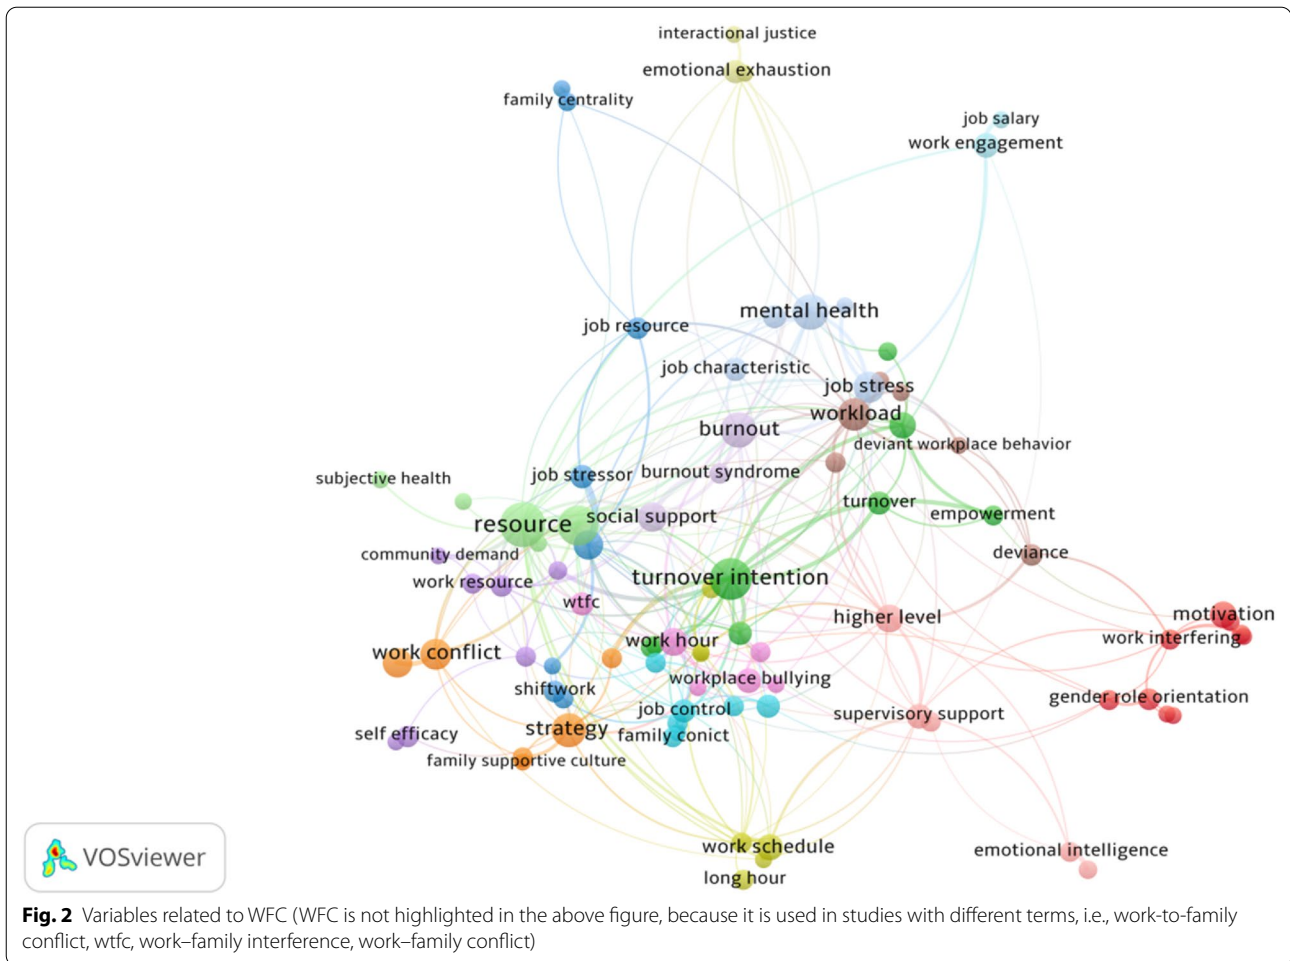 interactional justice
emotional exhaustion
family centrality
job salary
work engagement
mental health
job resource
job characteristic
job stress
workload
burnout
deviant workplace behavior
subjective health
job stressor
burnout syndrome
turnover
resource
social support
empowerment
community demand
deviance
work resource
turnover intention
wtfc
higher level
motivation
work conflict
work hour
work interfering
workplace bullying
shiftwork
gender role orientation
job control
supervisory support
self efficacy
strategy
family conict
family supportive culture
work schedule
emotional intelligence
VOSviewer
long hour
Fig. 2 Variables related to WFC (WFC is not highlighted in the above figure, because it is used in studies with different terms, i.e., work-to-family
conflict, wtfc, work–family interference, work–family conflict)